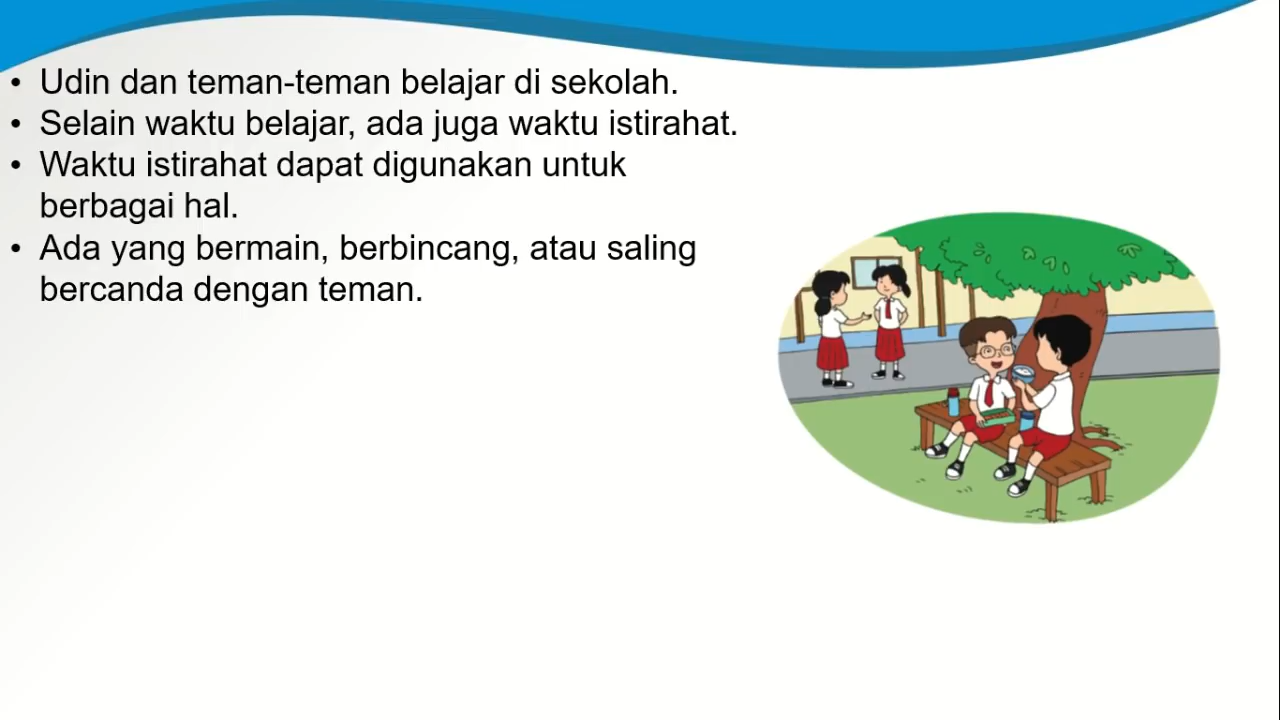 • Udin dan teman-teman belajar di sekolah.
• Selain waktu belajar, ada juga waktu istirahat.
• Waktu istirahat dapat digunakan untuk
berbagai hal.
• Ada yang bermain, berbincang, atau saling
bercanda dengan teman.